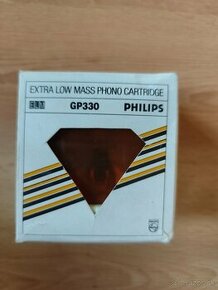 EXTRA LOW MASS PHONO CARTRIDGE
ELM GP330 PHILIPS